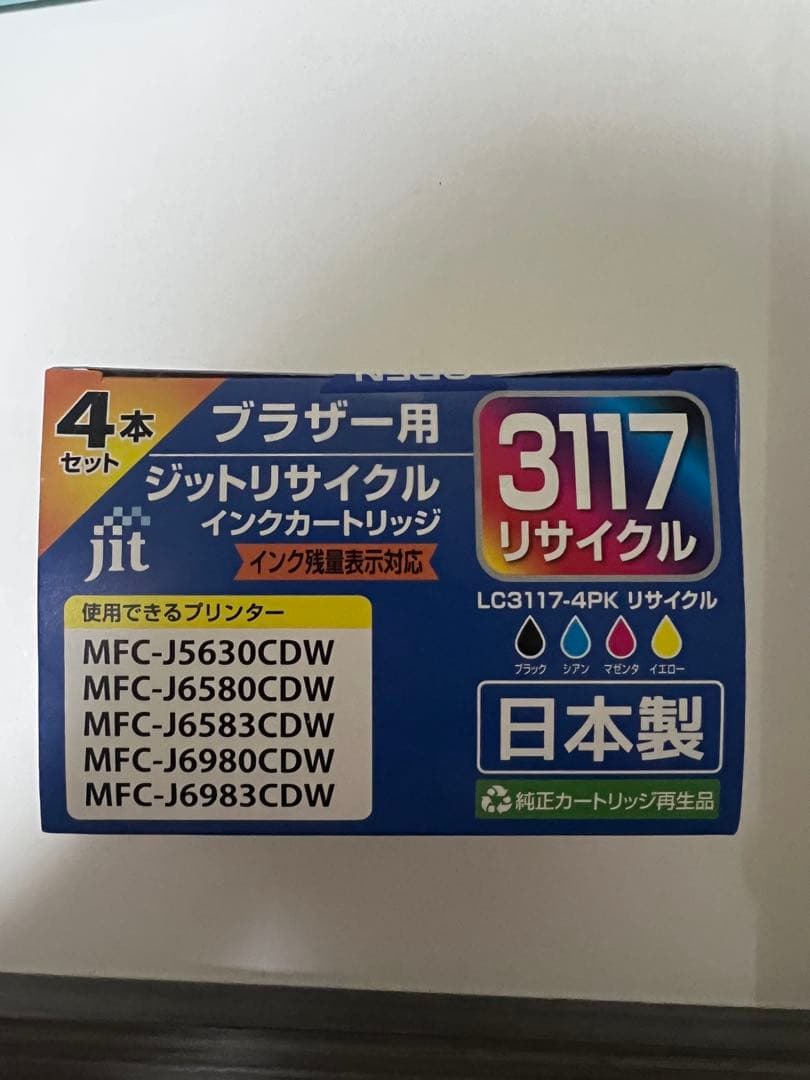 OPEN
4本
セット
ブラザー用
ジットリサイクル
インクカートリッジ
jit
インク残量表示対応
使用できるプリンター
MFC-J5630CDW
MFC-J6580CDW
MFC-J6583CDW
MFC-J6980CDW
MFC-J6983CDW
3117
リサイクル
LC3117-4PK リサイクル
ブラック シアン マゼンタ イエロー
日本製
純正カートリッジ再生品